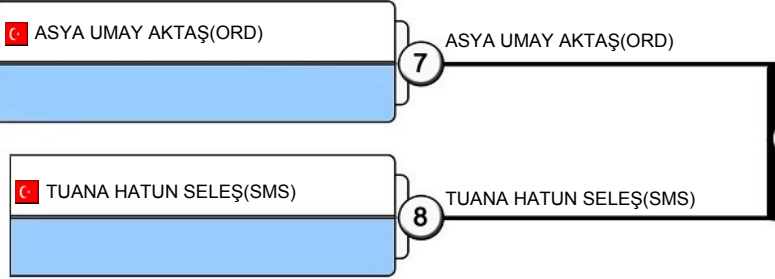 ASYA UMAY AKTAŞ(ORD)
7
ASYA UMAY AKTAŞ(ORD)
TUANA HATUN SELEŞ(SMS)
8
TUANA HATUN SELEŞ(SMS)